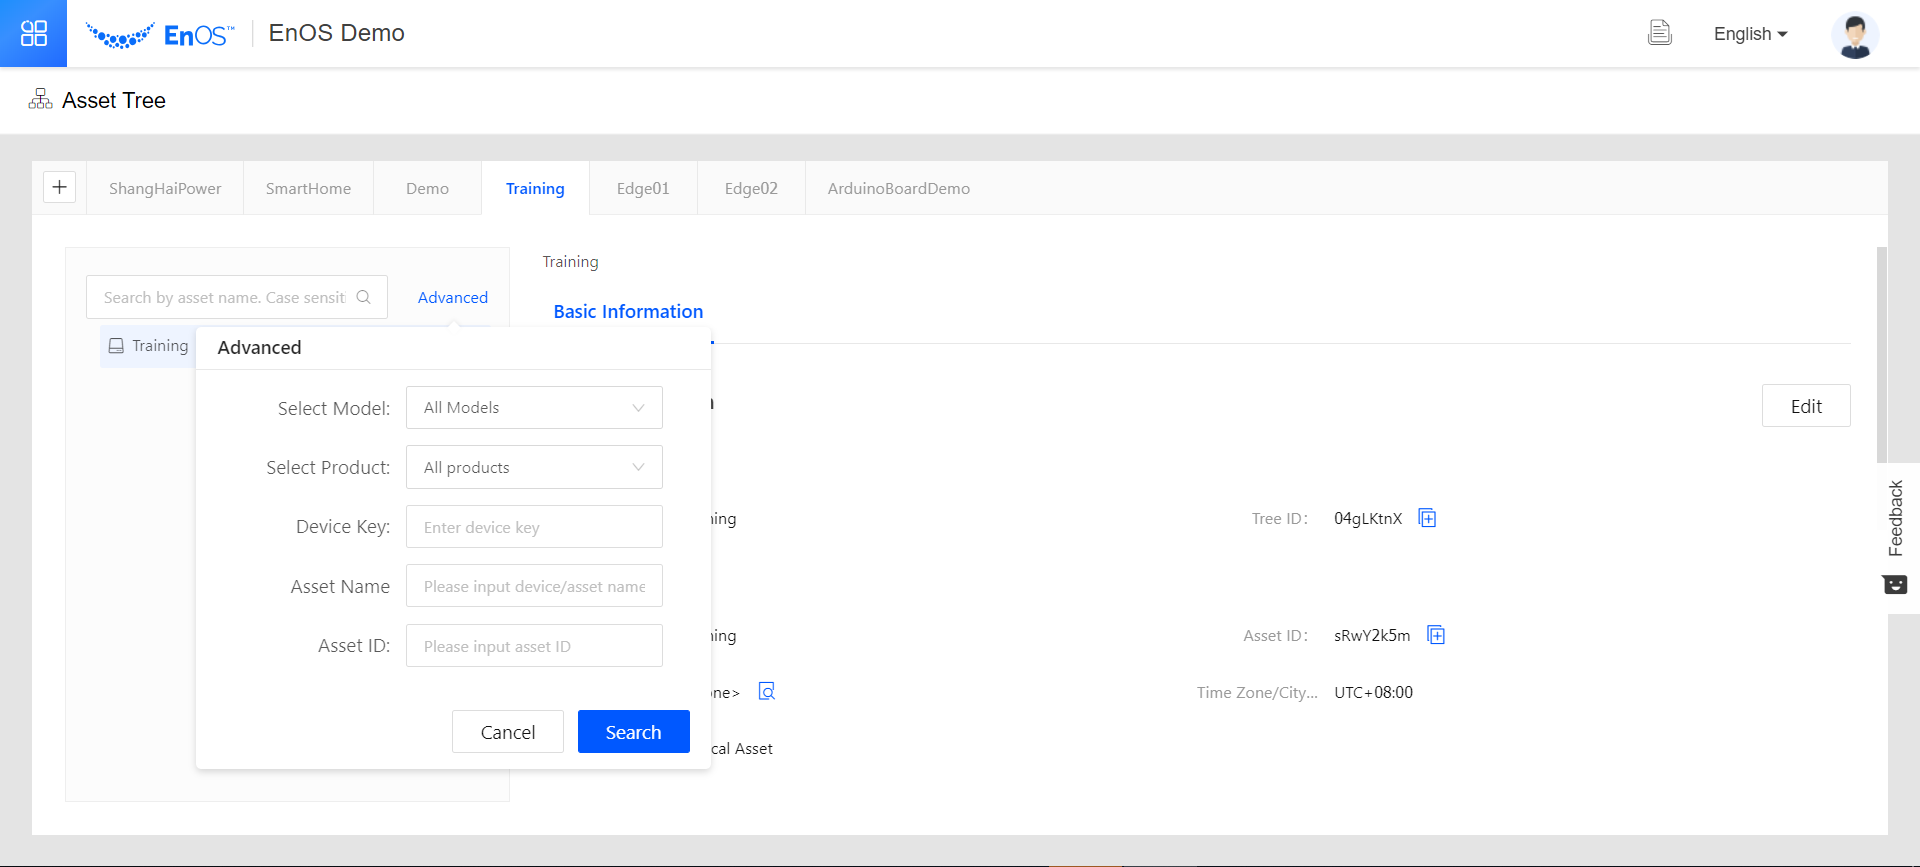 EnOS™ EnOS Demo English
Asset Tree
ShangHaiPower SmartHome Demo Training Edge01 Edge02 ArduinoBoardDemo
Training
Search by asset name. Case sensit Advanced
Basic Information
Training
Advanced
Select Model: All Models
Edit
Select Product: All products
Device Key: Enter device key
ning Tree ID: 04gLKtnX
Feedback
Asset Name Please input device/asset name
Asset ID: Please input asset ID
ning Asset ID: sRwY2k5m
one> Time Zone/City... UTC+08:00
Cancel Search
cal Asset